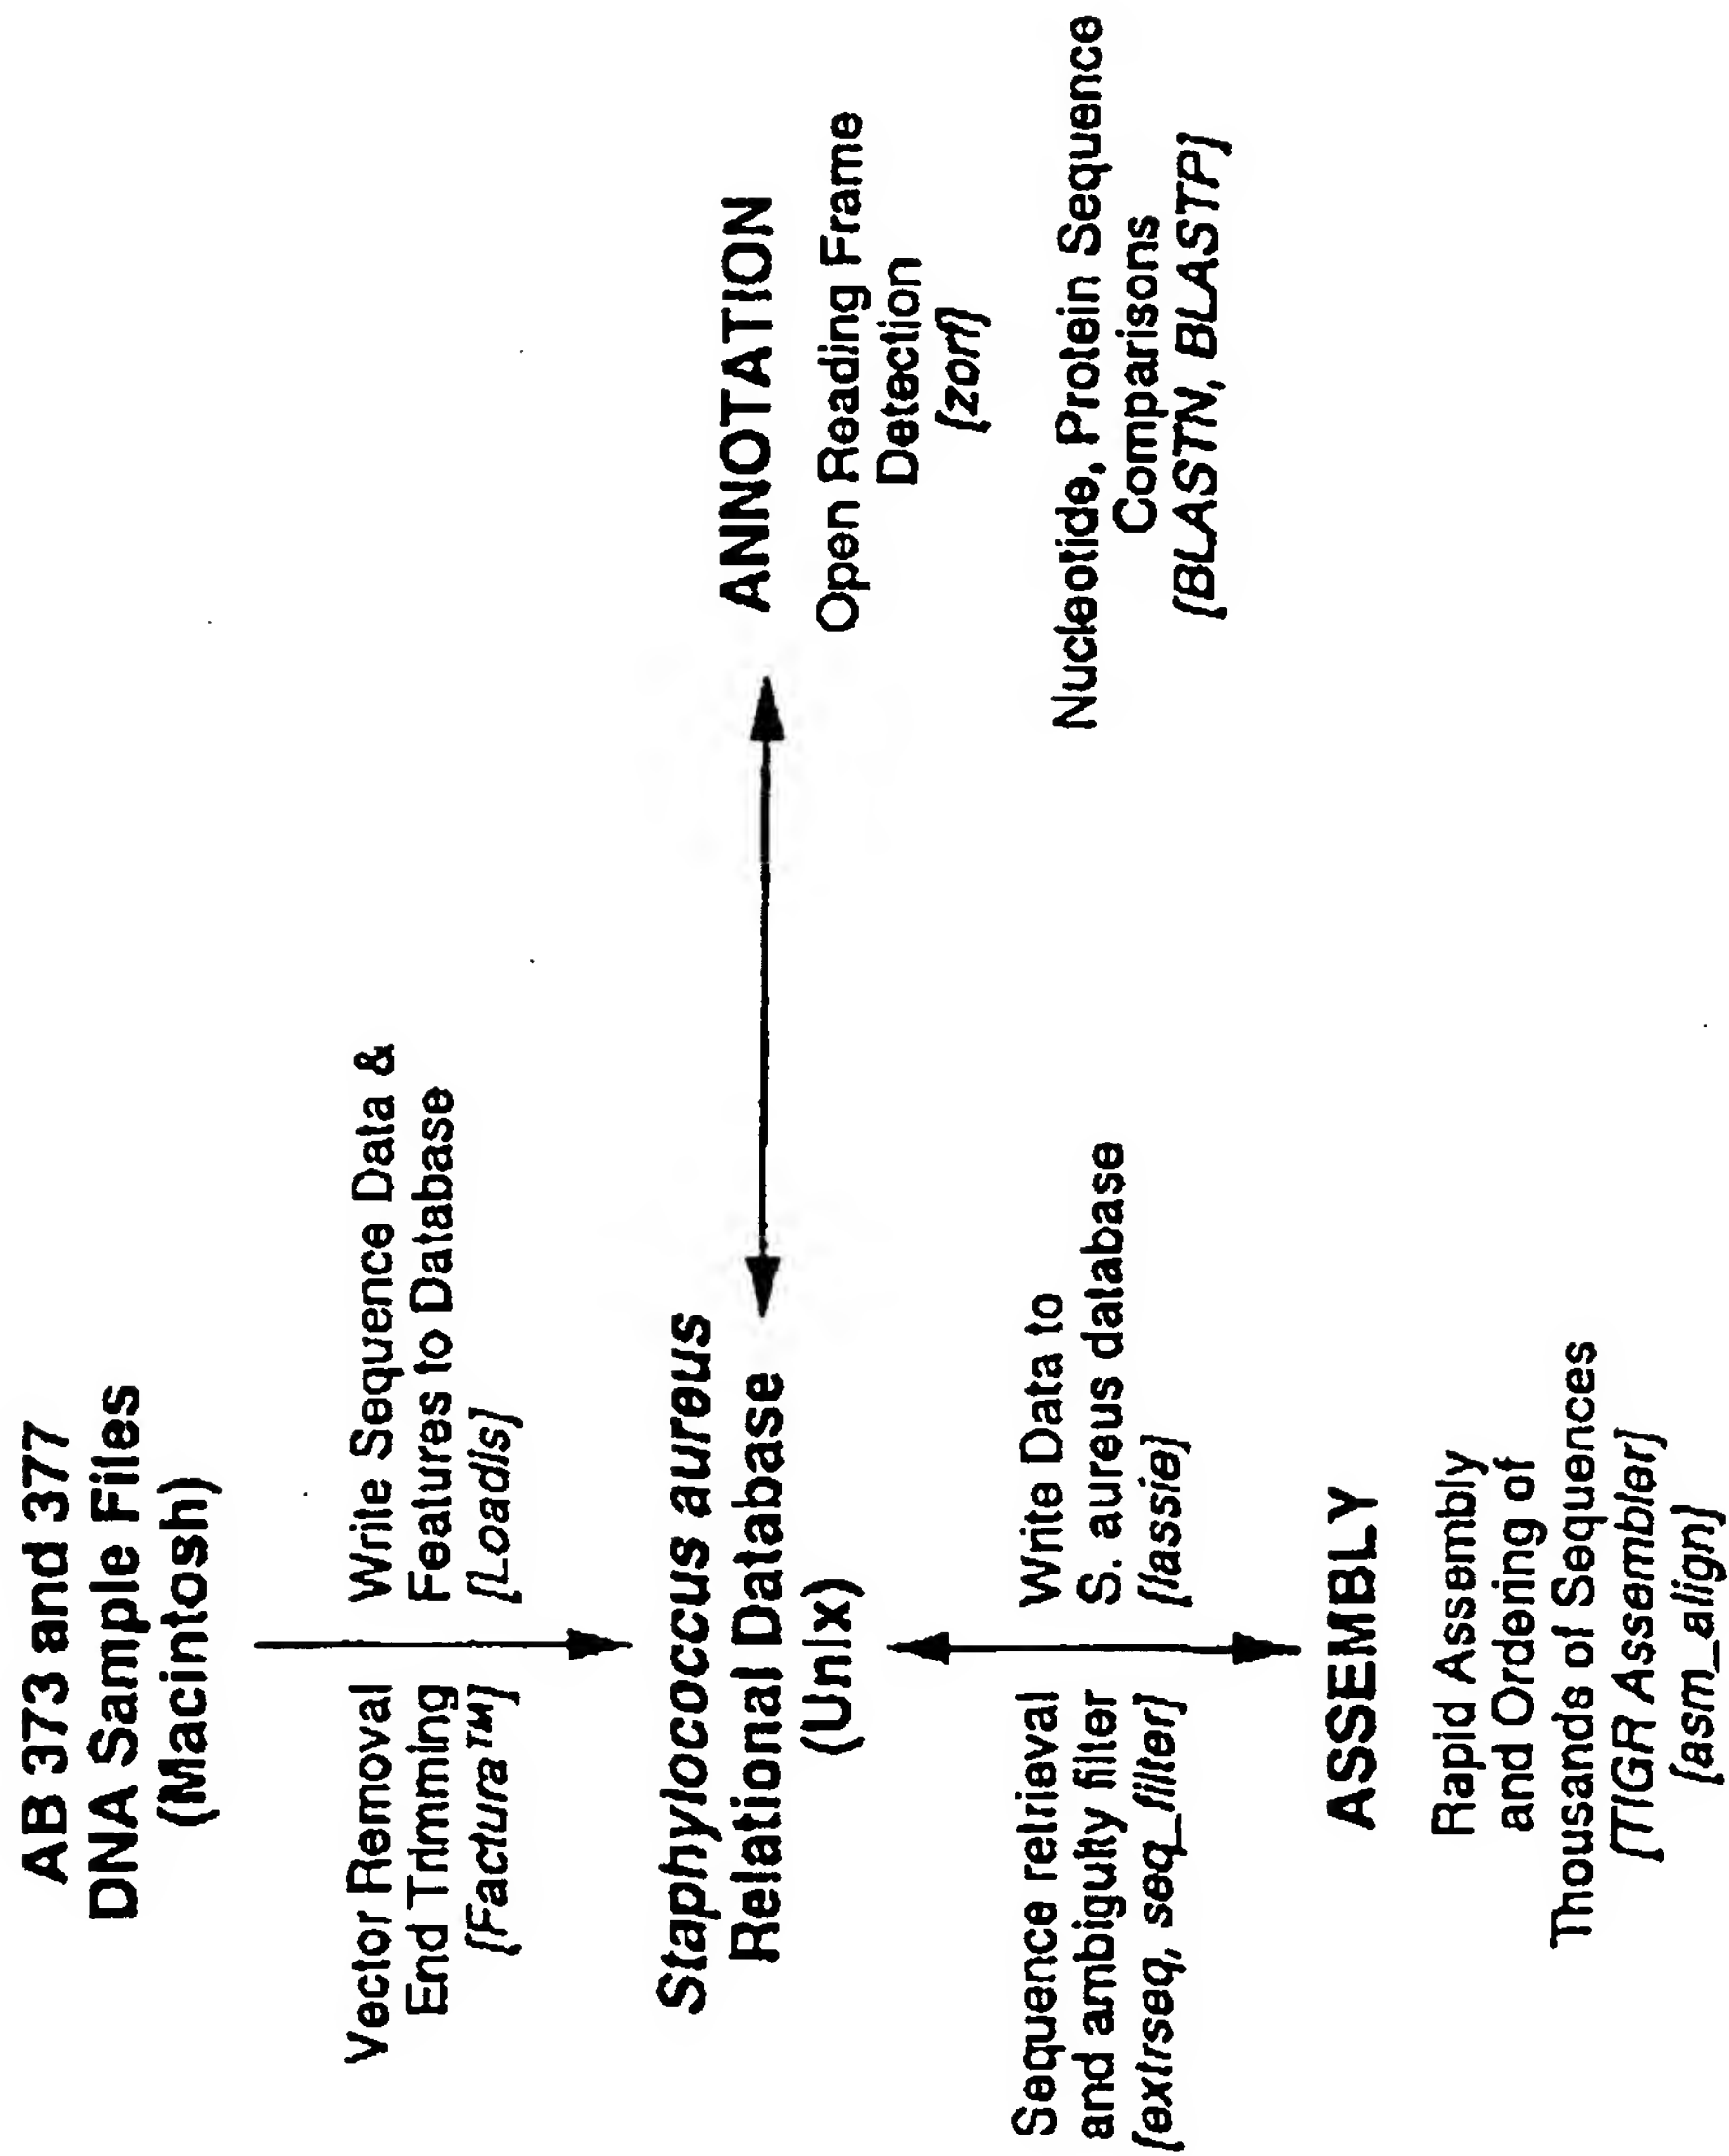 AB 373 and 377
DNA Sample Files
(Macintosh)
Vector Removal
End Trimming
[Factura™]
Write Sequence Data &
Features to Database
[Loadis]
Staphylococcus aureus
Relational Database
(Unix)
ANNOTATION
Open Reading Frame
Detection
[zorf]
Nucleotide, Protein Sequence
Comparisons
[BLASTN, BLASTP]
Sequence retrieval
and ambiguity filter
[extrseq, seq_filter]
Write Data to
S. aureus database
[lassie]
ASSEMBLY
Rapid Assembly
and Ordering of
Thousands of Sequences
[TIGR Assembler]
[asm_align]